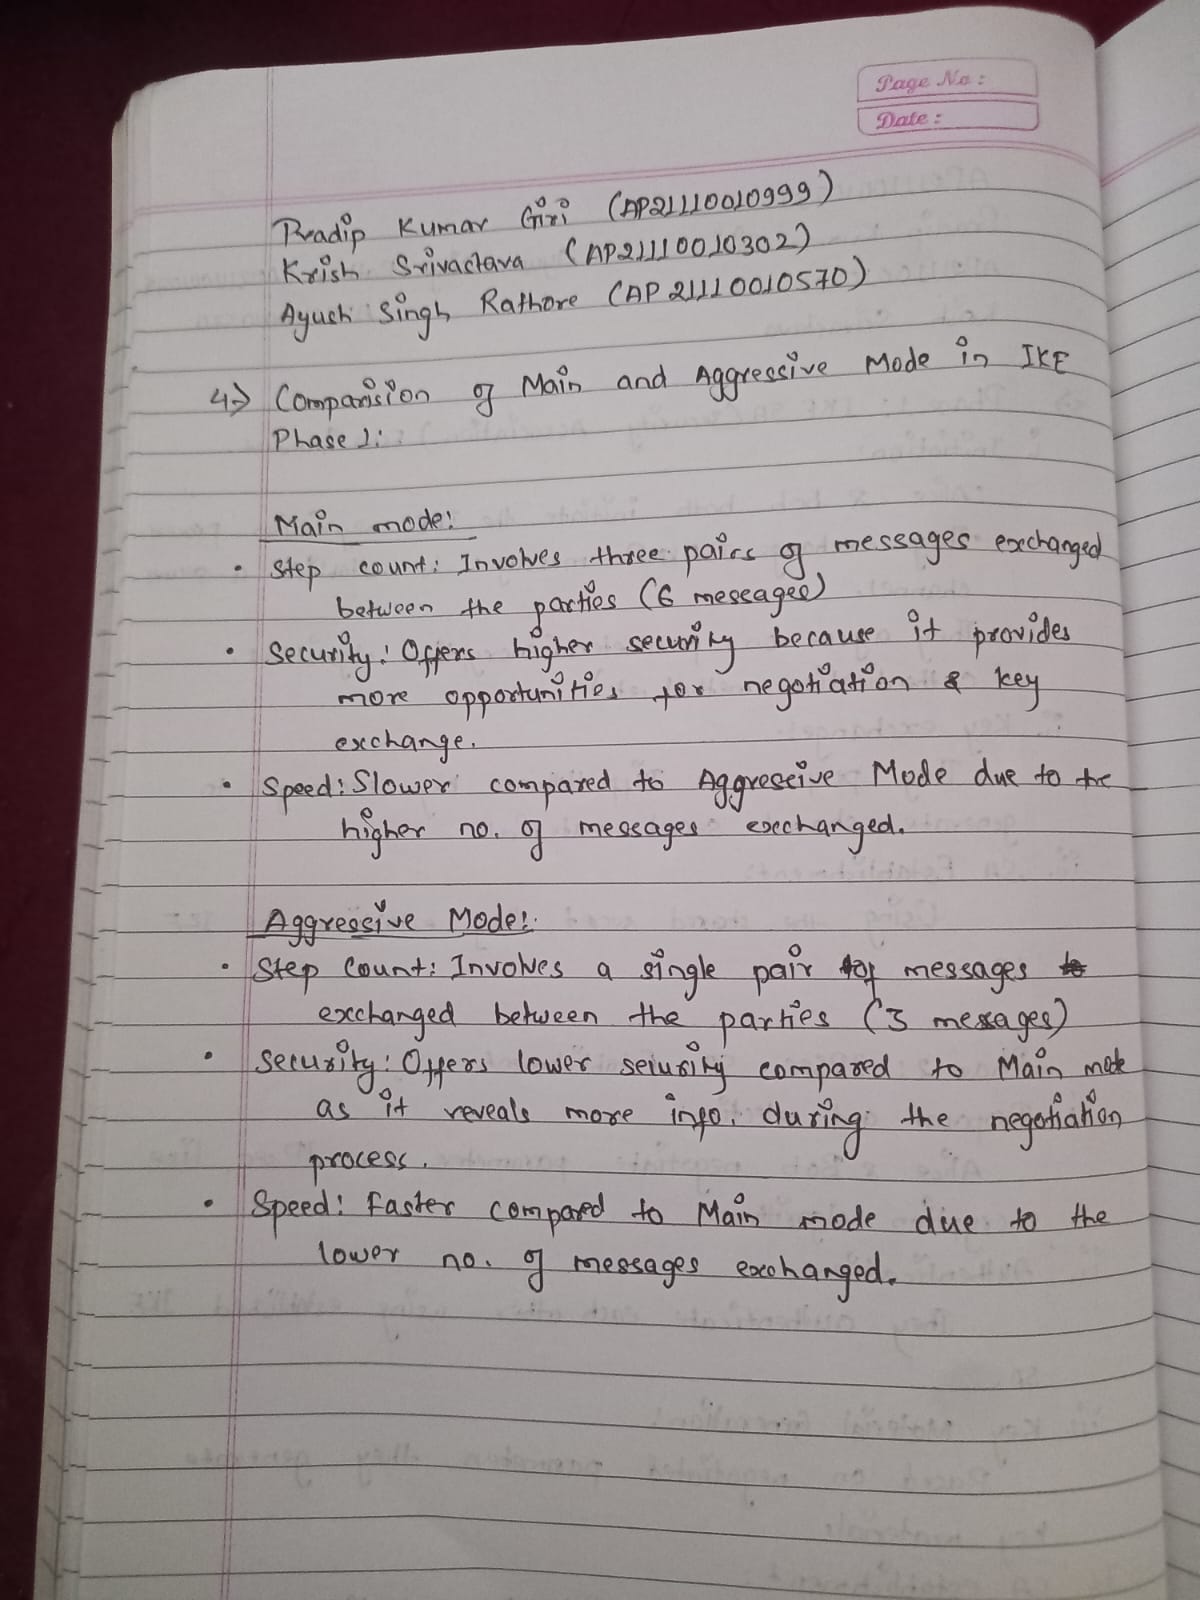 Page No :
Date :
Pradip Kumar Giri (AP21110010999)
Krish Srivastava (AP21110010302)
Ayush Singh Rathore (AP21110010570)
4→ Comparision of Main and Aggressive Mode in IKE
Phase 1:
Main mode:
• Step count: Involves three pairs of messages exchanged
between the parties (6 messages)
• Security: Offers higher security because it provides
more opportunities for negotiation & key
exchange.
• Speed: Slower compared to Aggressive Mode due to the
higher no. of messages exchanged.
Aggressive Mode:
• Step Count: Involves a single pair of messages
exchanged between the parties (3 messages)
• Security: Offers lower security compared to Main mode
as it reveals more info. during the negotiation
process.
• Speed: Faster compared to Main mode due to the
lower no. of messages exchanged.